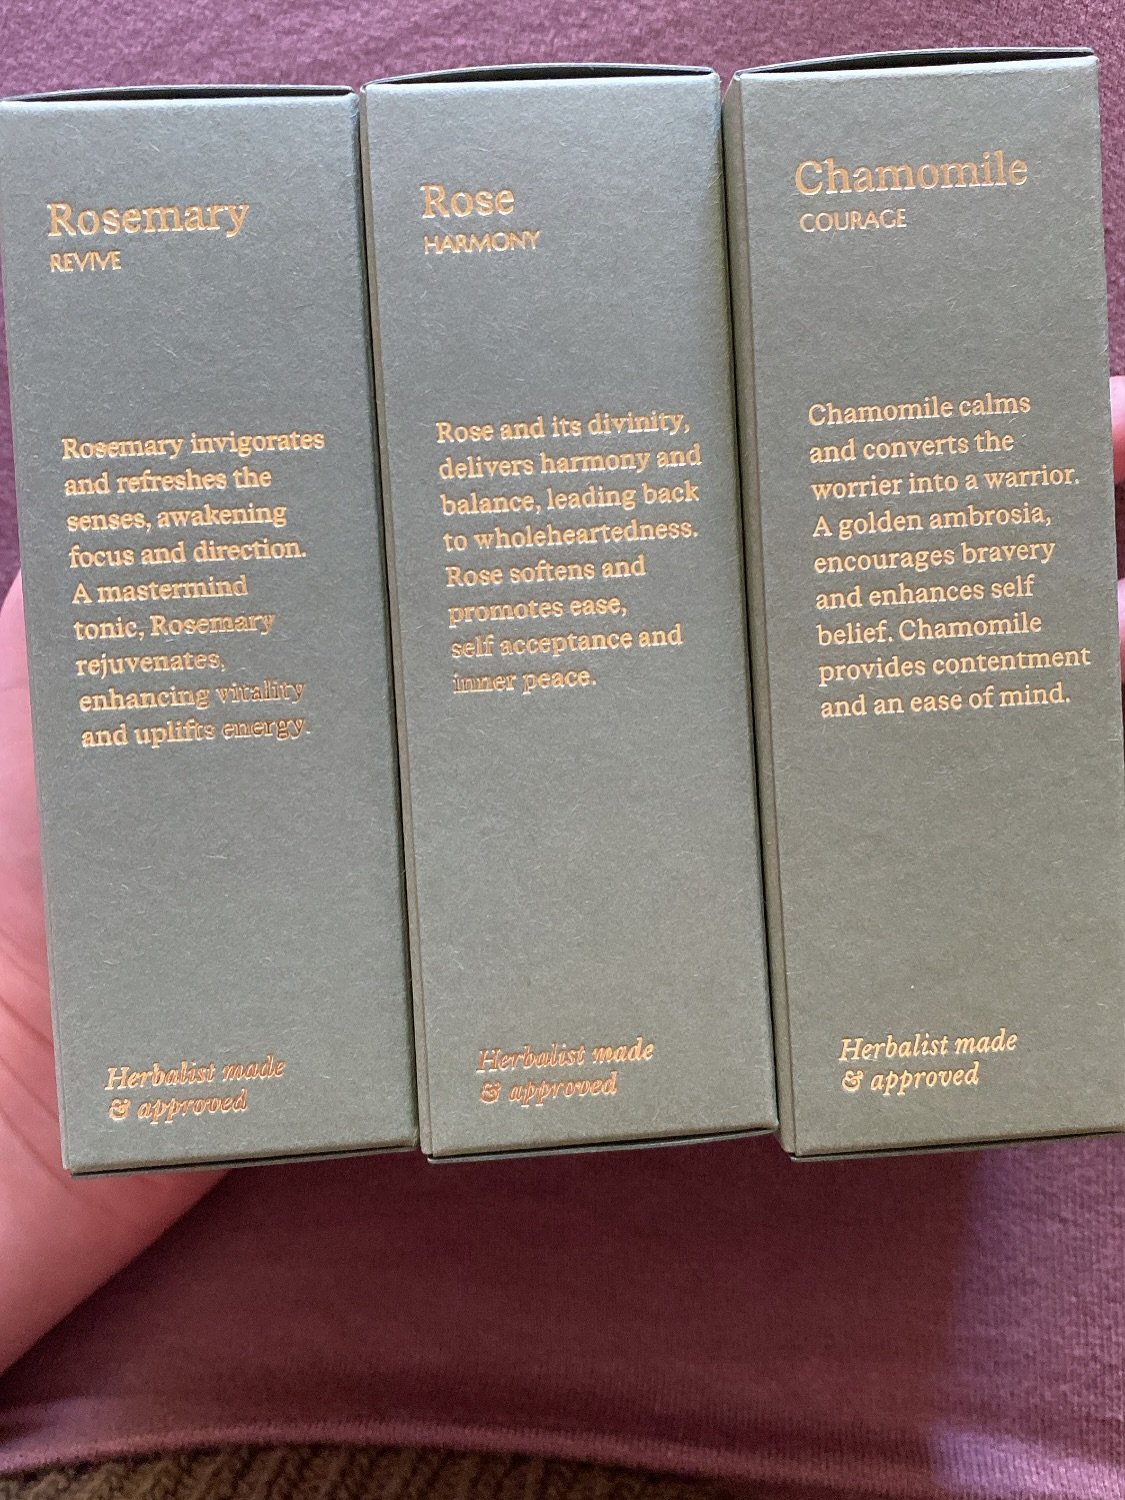 Rosemary
REVIVE
Rosemary invigorates
and refreshes the
senses, awakening
focus and direction.
A mastermind
tonic, Rosemary
rejuvenates,
enhancing vitality
and uplifts energy.
Herbalist made
& approved
Rose
HARMONY
Rose and its divinity,
delivers harmony and
balance, leading back
to wholeheartedness.
Rose softens and
promotes ease,
self acceptance and
inner peace.
Herbalist made
& approved
Chamomile
COURAGE
Chamomile calms
and converts the
worrier into a warrior.
A golden ambrosia,
encourages bravery
and enhances self
belief. Chamomile
provides contentment
and an ease of mind.
Herbalist made
& approved